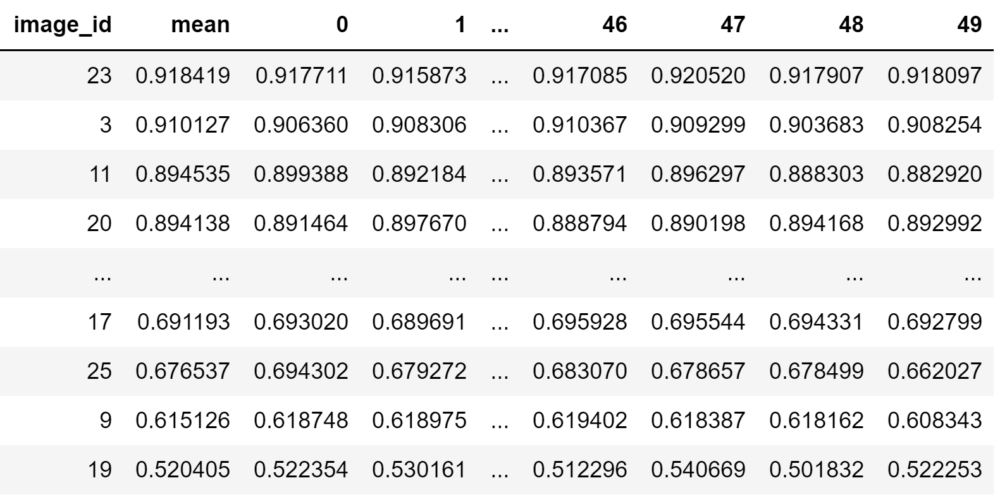 image_id mean 0 1 ... 46 47 48 49
23 0.918419 0.917711 0.915873 ... 0.917085 0.920520 0.917907 0.918097
3 0.910127 0.906360 0.908306 ... 0.910367 0.909299 0.903683 0.908254
11 0.894535 0.899388 0.892184 ... 0.893571 0.896297 0.888303 0.882920
20 0.894138 0.891464 0.897670 ... 0.888794 0.890198 0.894168 0.892992
... ... ... ... ... ... ... ... ...
17 0.691193 0.693020 0.689691 ... 0.695928 0.695544 0.694331 0.692799
25 0.676537 0.694302 0.679272 ... 0.683070 0.678657 0.678499 0.662027
9 0.615126 0.618748 0.618975 ... 0.619402 0.618387 0.618162 0.608343
19 0.520405 0.522354 0.530161 ... 0.512296 0.540669 0.501832 0.522253